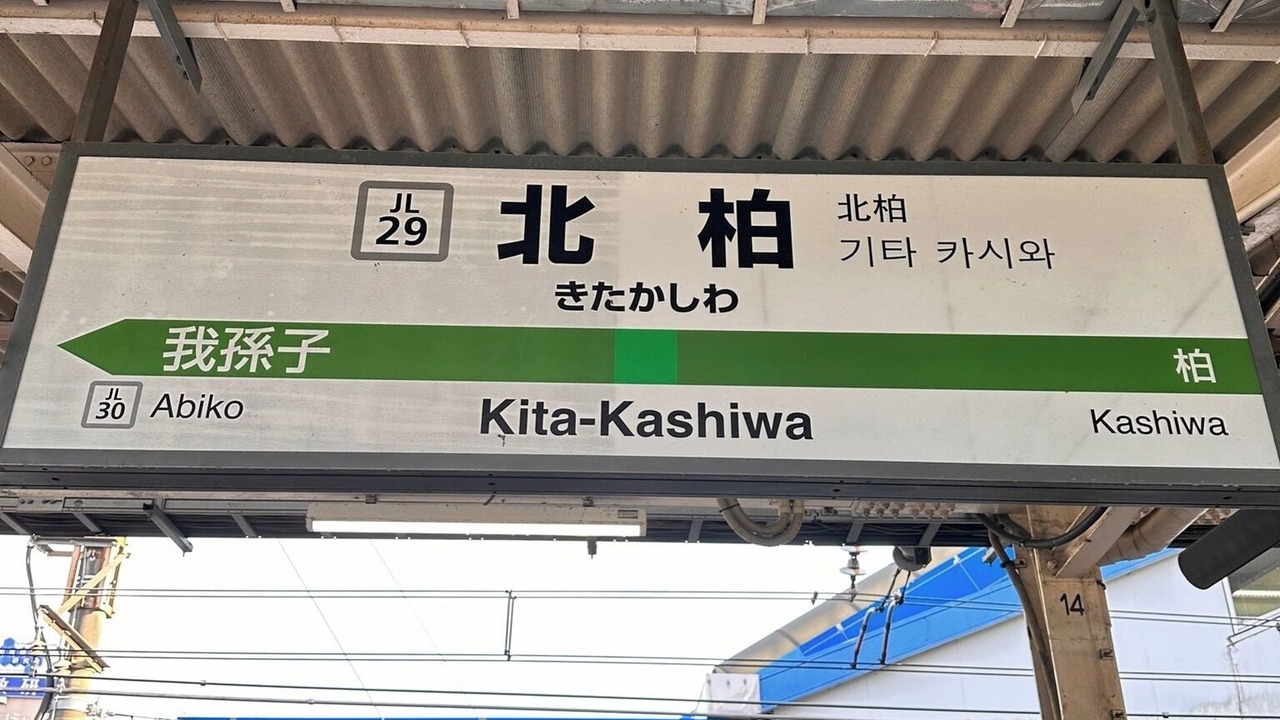 JL
29
北 柏
北柏
기타 카시와
きたかしわ
我孫子
柏
JL
30
Abiko
Kita-Kashiwa
Kashiwa
14